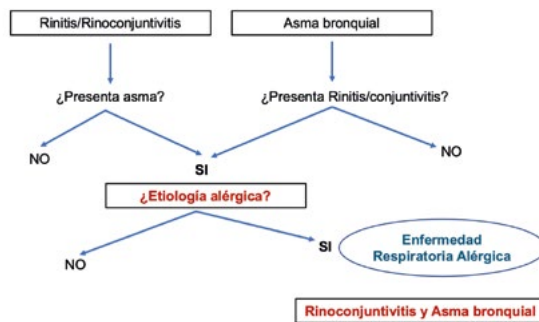 Rinitis/Rinoconjuntivitis
Asma bronquial
¿Presenta asma?
¿Presenta Rinitis/conjuntivitis?
NO
SI
NO
¿Etiología alérgica?
NO
SI
Enfermedad
Respiratoria Alérgica
Rinoconjuntivitis y Asma bronquial